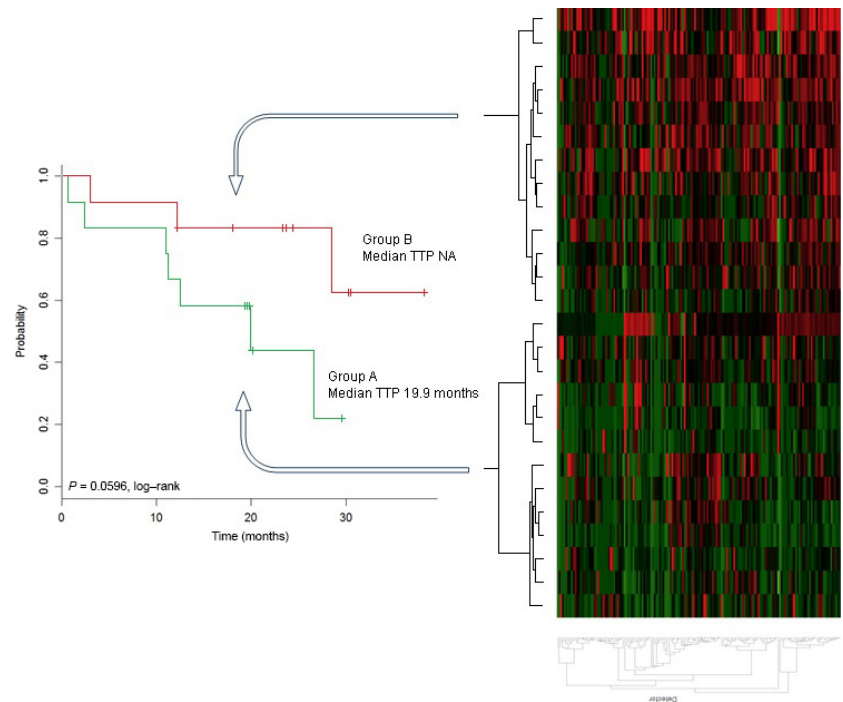 1.0
0.8
0.6
0.4
0.2
0.0
Probability
Group B
Median TTP NA
Group A
Median TTP 19.9 months
P = 0.0596, log–rank
0
10
20
30
Time (months)
Detector